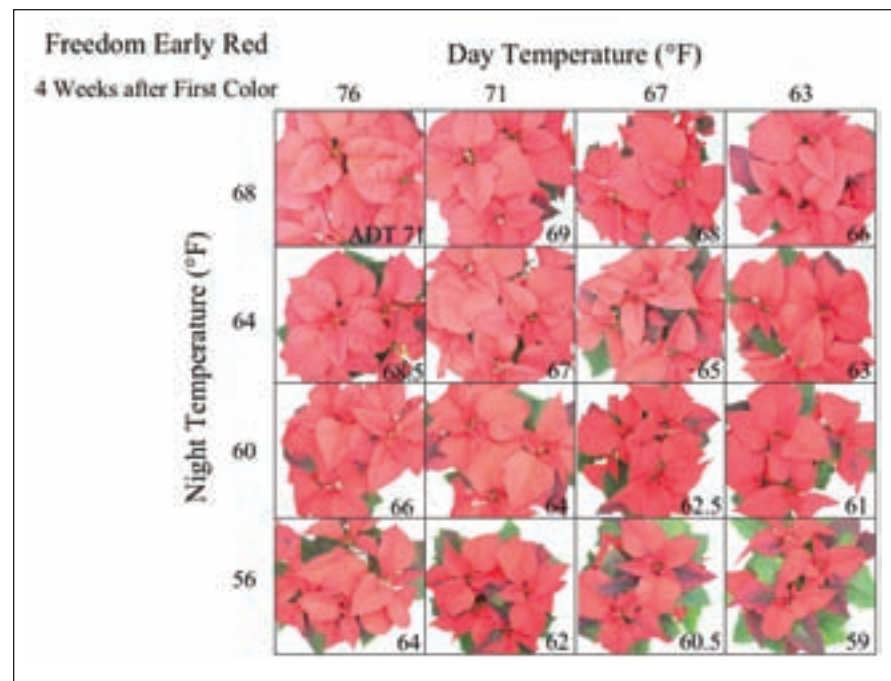 Freedom Early Red
Day Temperature (°F)
4 Weeks after First Color
76 71 67 63
Night Temperature (°F)
68
ADT 71 69 68 66
64
68.5 67 65 63
60
66 64 62.5 61
56
64 62 60.5 59